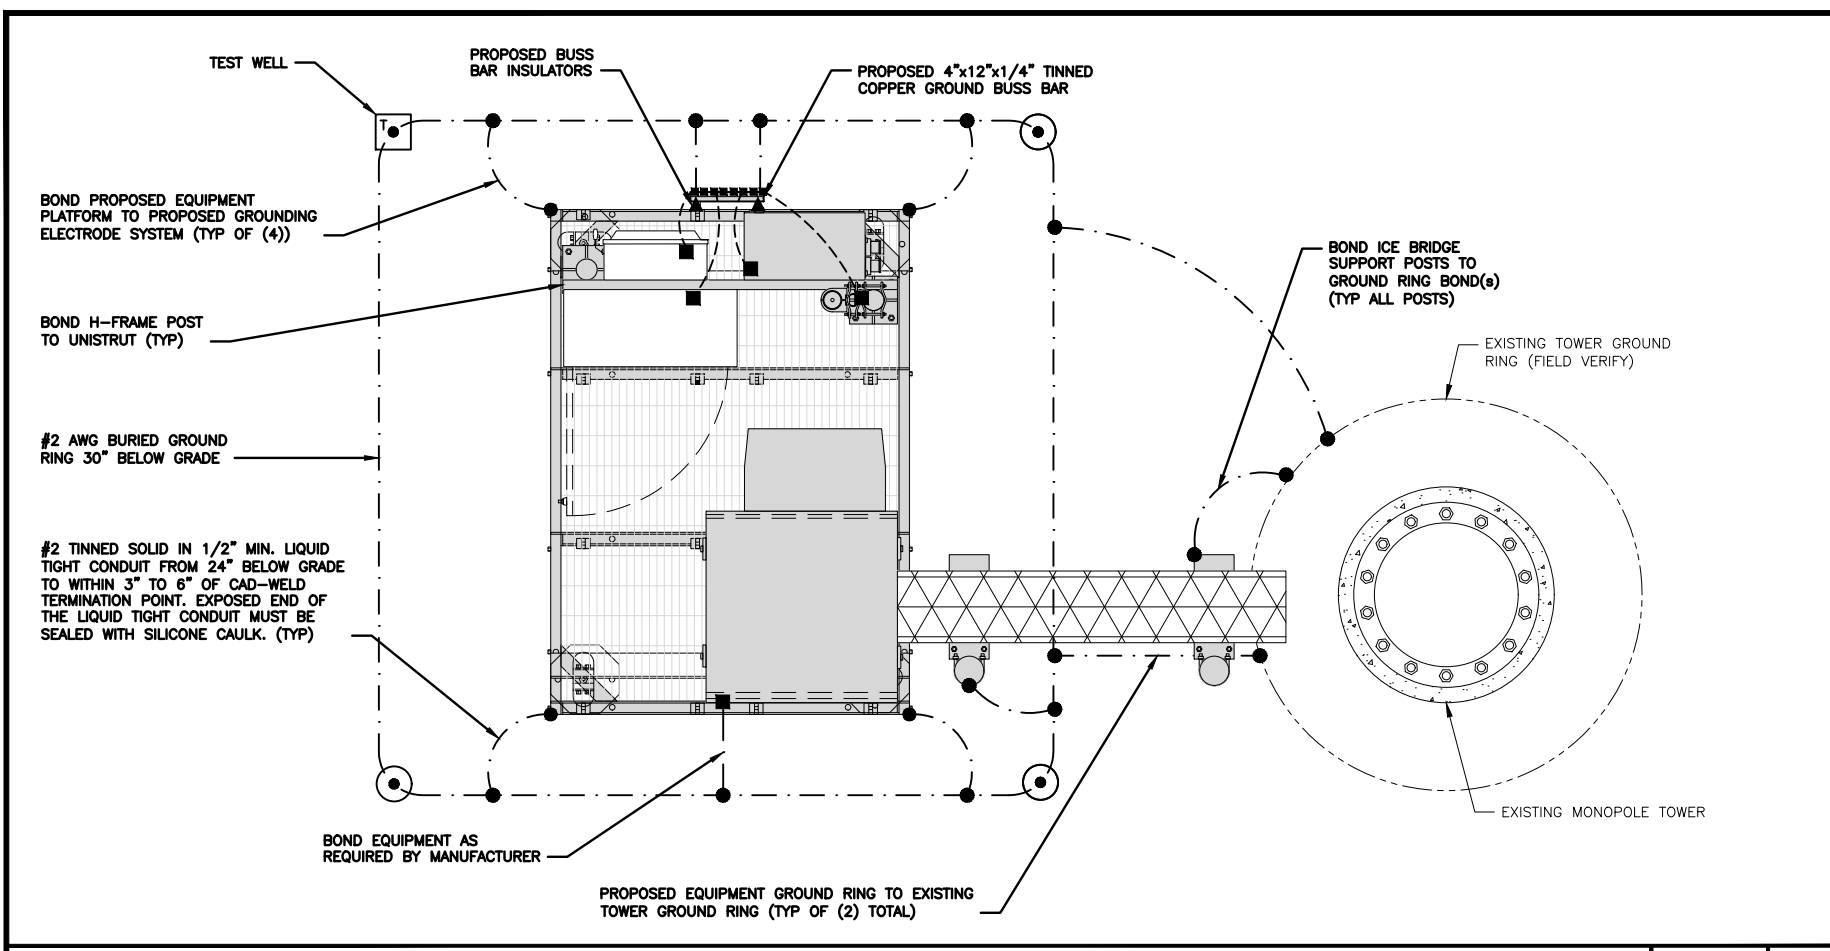 TEST WELL
PROPOSED BUSS
BAR INSULATORS
PROPOSED 4"x12"x1/4" TINNED
COPPER GROUND BUSS BAR
T
BOND PROPOSED EQUIPMENT
PLATFORM TO PROPOSED GROUNDING
ELECTRODE SYSTEM (TYP OF (4))
BOND ICE BRIDGE
SUPPORT POSTS TO
GROUND RING BOND(s)
(TYP ALL POSTS)
BOND H-FRAME POST
TO UNISTRUT (TYP)
EXISTING TOWER GROUND
RING (FIELD VERIFY)
#2 AWG BURIED GROUND
RING 30" BELOW GRADE
#2 TINNED SOLID IN 1/2" MIN. LIQUID
TIGHT CONDUIT FROM 24" BELOW GRADE
TO WITHIN 3" TO 6" OF CAD-WELD
TERMINATION POINT. EXPOSED END OF
THE LIQUID TIGHT CONDUIT MUST BE
SEALED WITH SILICONE CAULK. (TYP)
EXISTING MONOPOLE TOWER
BOND EQUIPMENT AS
REQUIRED BY MANUFACTURER
PROPOSED EQUIPMENT GROUND RING TO EXISTING
TOWER GROUND RING (TYP OF (2) TOTAL)